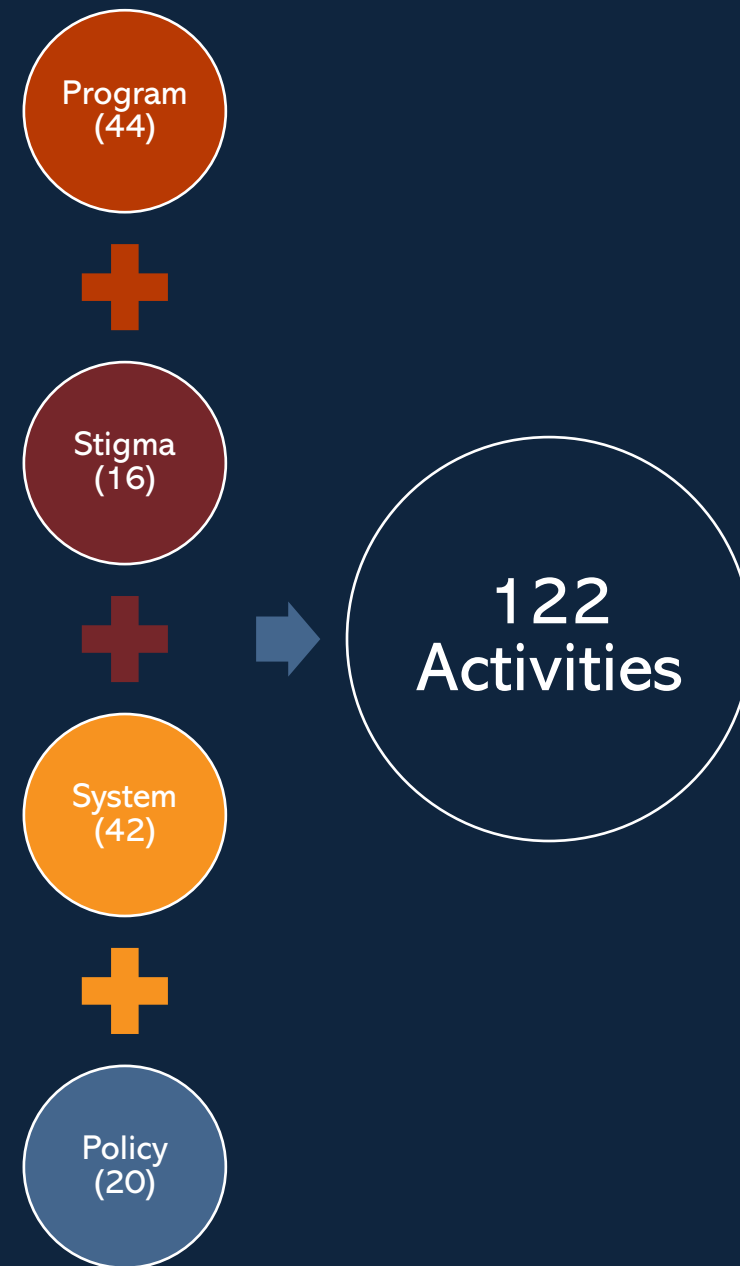 Program
(44)
Stigma
(16)
System
(42)
Policy
(20)
122
Activities